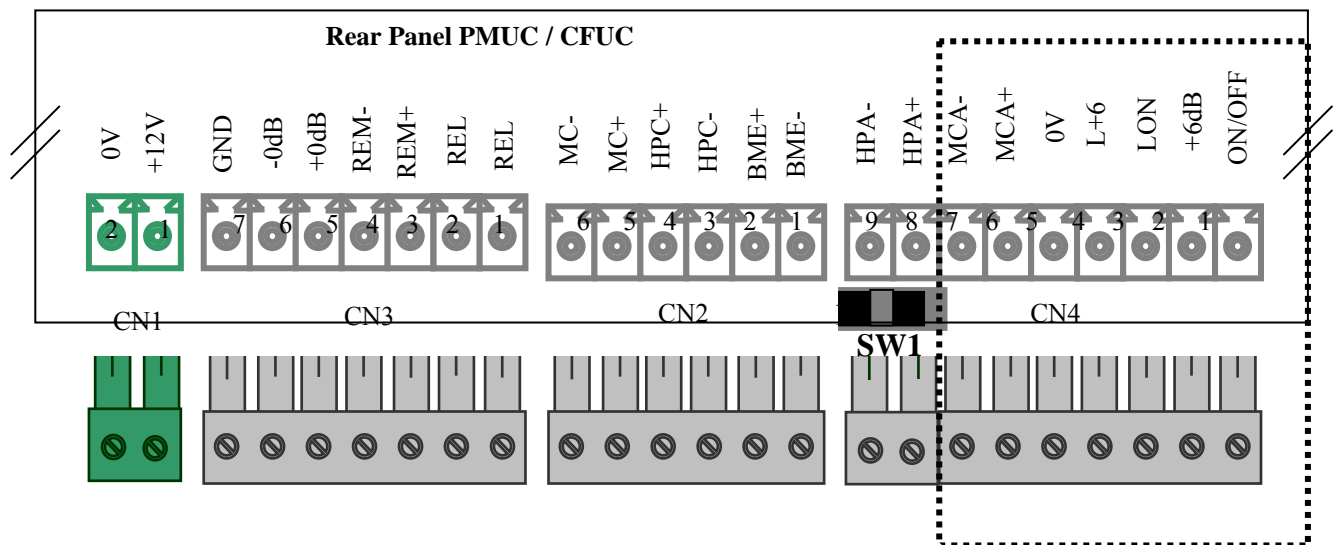 Rear Panel PMUC / CFUC
0V +12V GND -0dB +0dB REM- REM+ REL REL MC- MC+ HPC+ HPC- BME+ BME- HPA- HPA+ MCA- MCA+ 0V L+6 LON +6dB ON/OFF
2 1 7 6 5 4 3 2 1 6 5 4 3 2 1 9 8 7 6 5 4 3 2 1
CN1 CN3 CN2 CN4
SW1